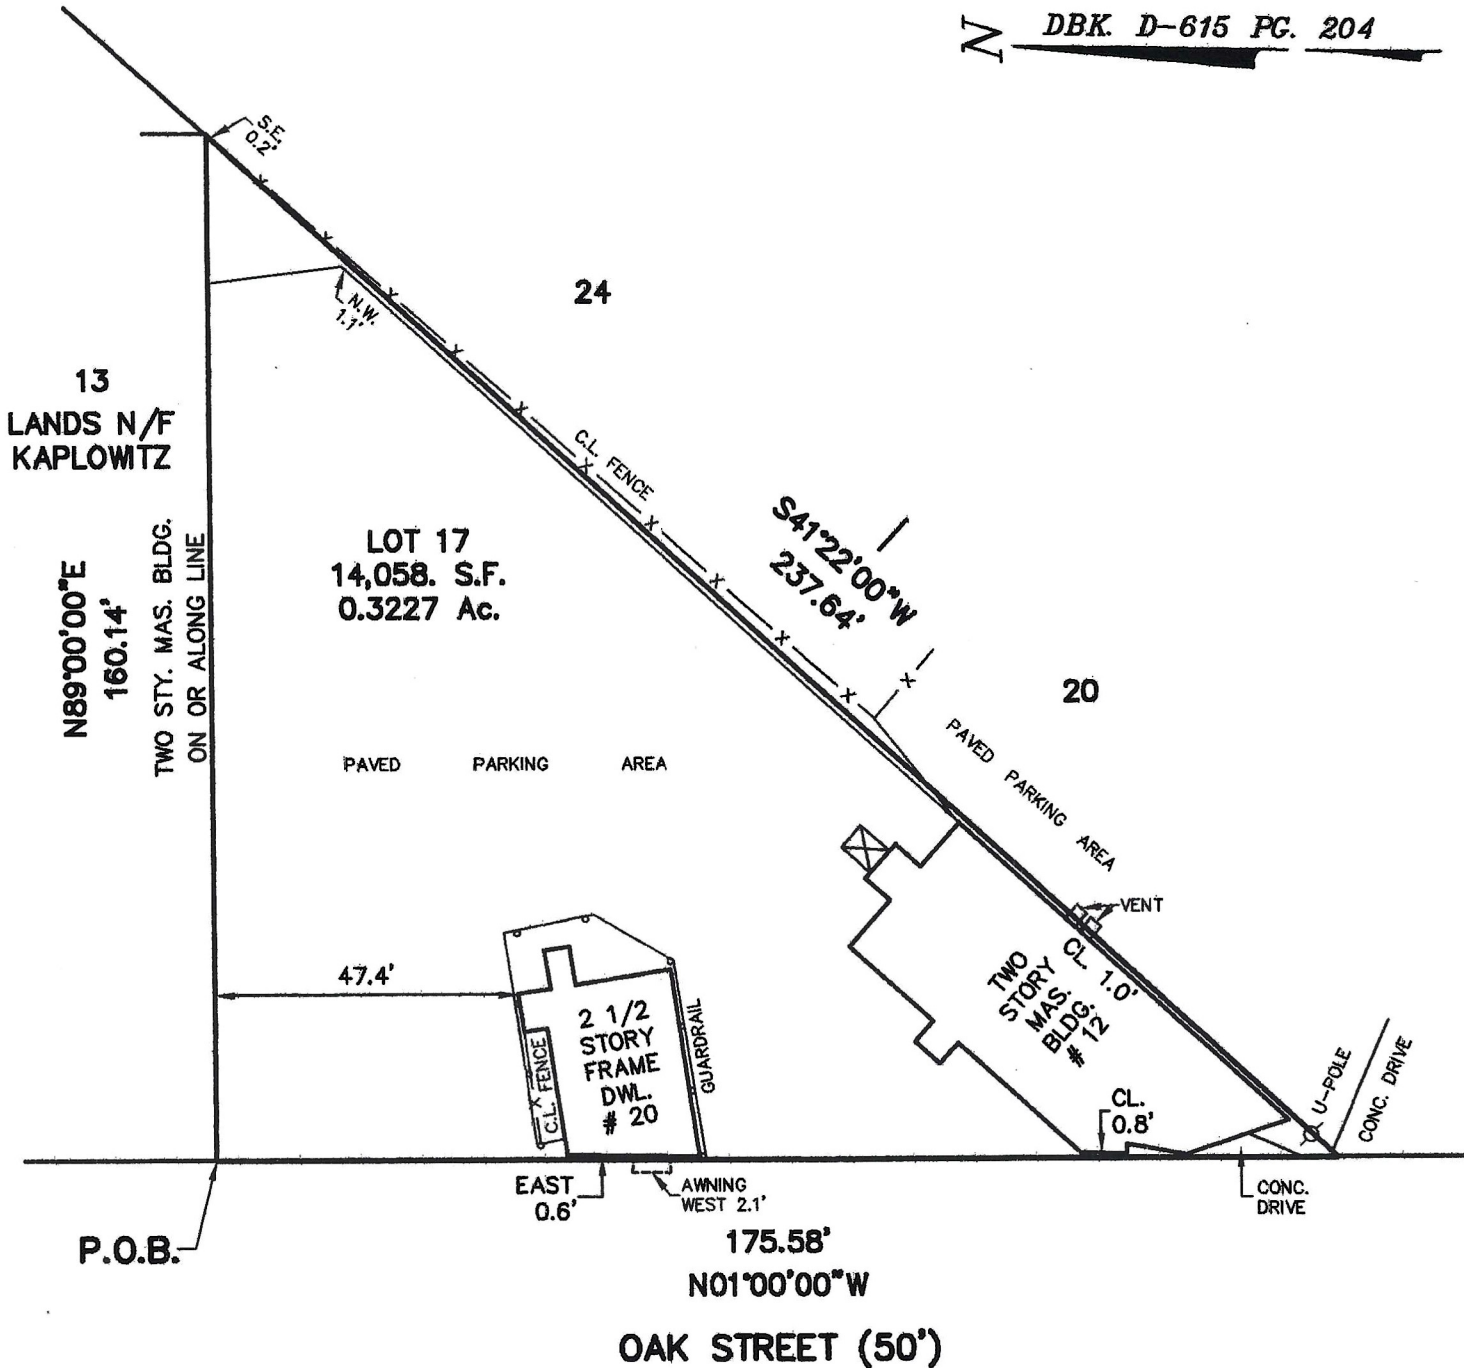 N
DBK. D-615 PG. 204
S.E.
0.2'
N.W.
1.1'
24
13
LANDS N/F
KAPLOWITZ
C.L. FENCE
N89°00'00"E
160.14'
TWO STY. MAS. BLDG.
ON OR ALONG LINE
LOT 17
14,058. S.F.
0.3227 Ac.
S41°22'00"W
237.64'
20
PAVED PARKING AREA
PAVED PARKING AREA
VENT
CL. 1.0'
TWO
STORY
MAS.
BLDG.
# 12
47.4'
2 1/2
STORY
FRAME
DWL.
# 20
C.L. FENCE
GUARDRAIL
CL.
0.8'
U-POLE
CONC. DRIVE
EAST
0.6'
AWNING
WEST 2.1'
CONC.
DRIVE
P.O.B.
175.58'
N01°00'00"W
OAK STREET (50')